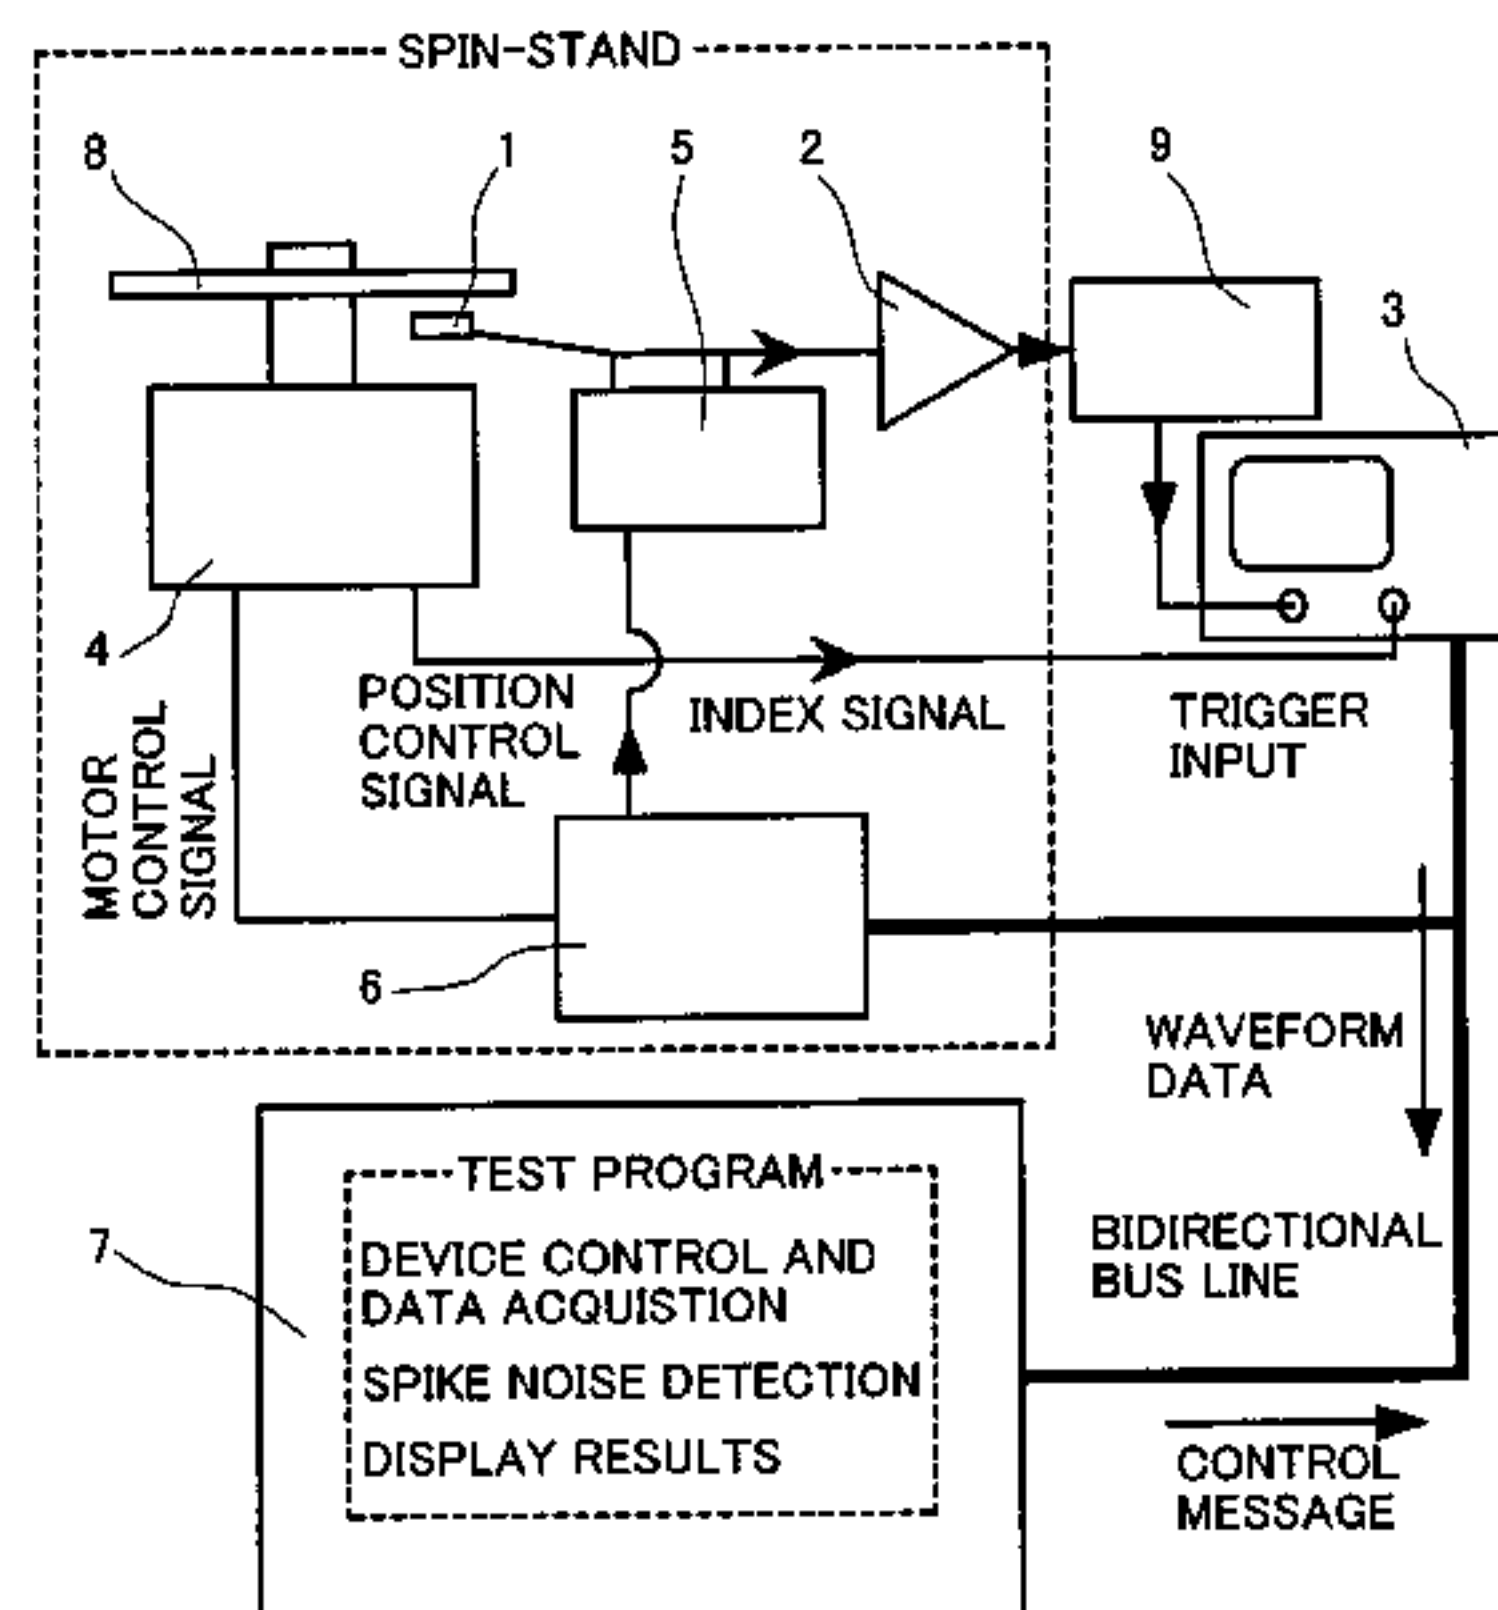 SPIN-STAND
8
1
5
2
9
3
4
POSITION
CONTROL
SIGNAL
INDEX SIGNAL
TRIGGER
INPUT
MOTOR
CONTROL
SIGNAL
6
WAVEFORM
DATA
TEST PROGRAM
7
DEVICE CONTROL AND
DATA ACQUISTION
SPIKE NOISE DETECTION
DISPLAY RESULTS
BIDIRECTIONAL
BUS LINE
CONTROL
MESSAGE